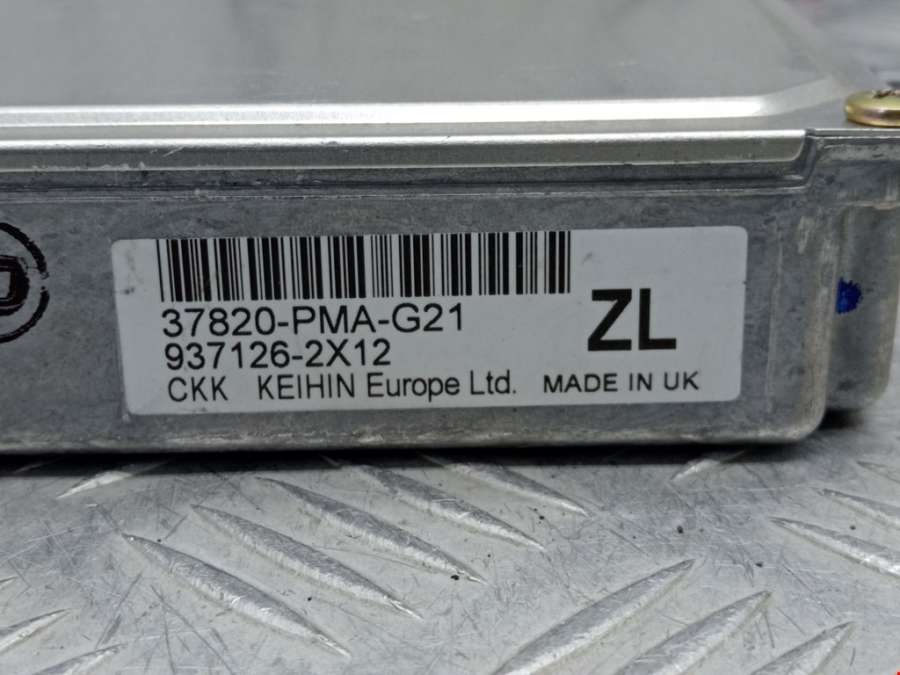 37820-PMA-G21
937126-2X12
ZL
CKK KEIHIN Europe Ltd. MADE IN UK